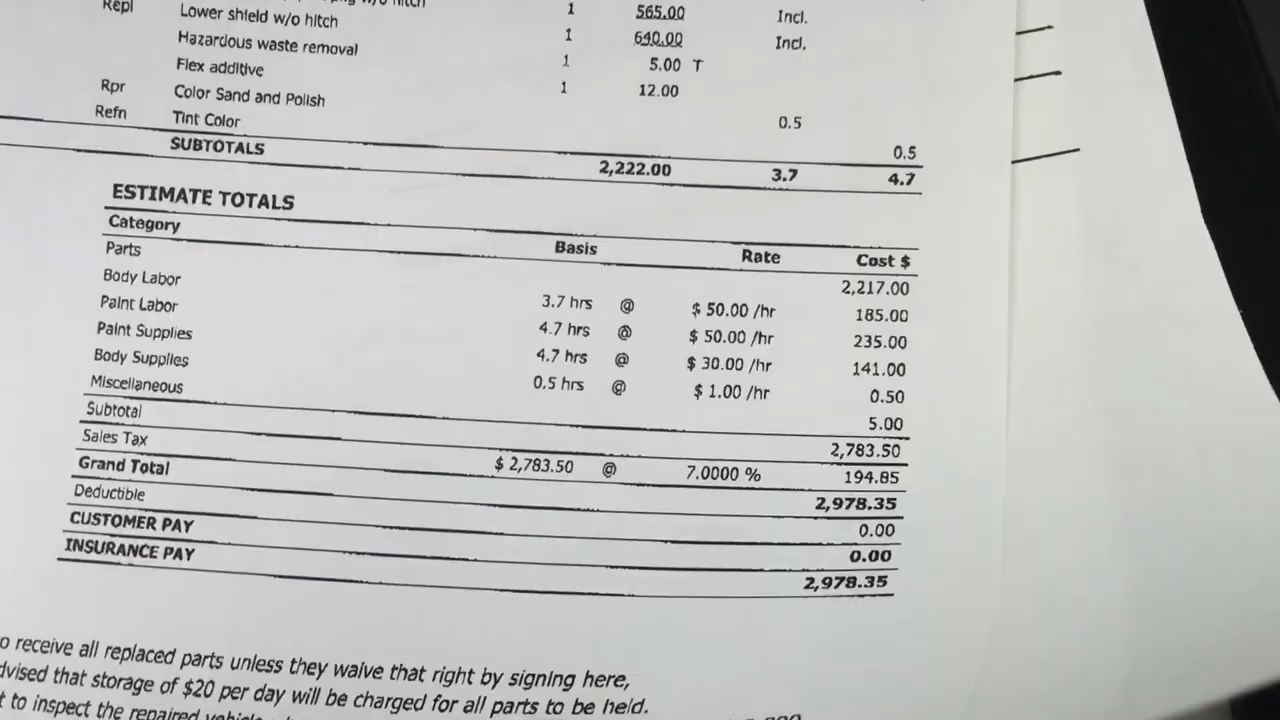 Repl Lower shield w/o hitch 1 565.00 Incl.
Hazardous waste removal 1 640.00 Incl.
Flex additive 1 5.00 T
Rpr Color Sand and Polish 1 12.00
Refn Tint Color 0.5
0.5
SUBTOTALS 2,222.00 3.7 4.7
ESTIMATE TOTALS
Category Basis Rate Cost $
Parts 2,217.00
Body Labor 3.7 hrs @ $ 50.00 /hr 185.00
Paint Labor 4.7 hrs @ $ 50.00 /hr 235.00
Paint Supplies 4.7 hrs @ $ 30.00 /hr 141.00
Body Supplies 0.5 hrs @ $ 1.00 /hr 0.50
Miscellaneous 5.00
Subtotal 2,783.50
Sales Tax $ 2,783.50 @ 7.0000 % 194.85
Grand Total 2,978.35
Deductible 0.00
CUSTOMER PAY 0.00
INSURANCE PAY 2,978.35
o receive all replaced parts unless they waive that right by signing here,
dvised that storage of $20 per day will be charged for all parts to be held.
t to inspect the repaired